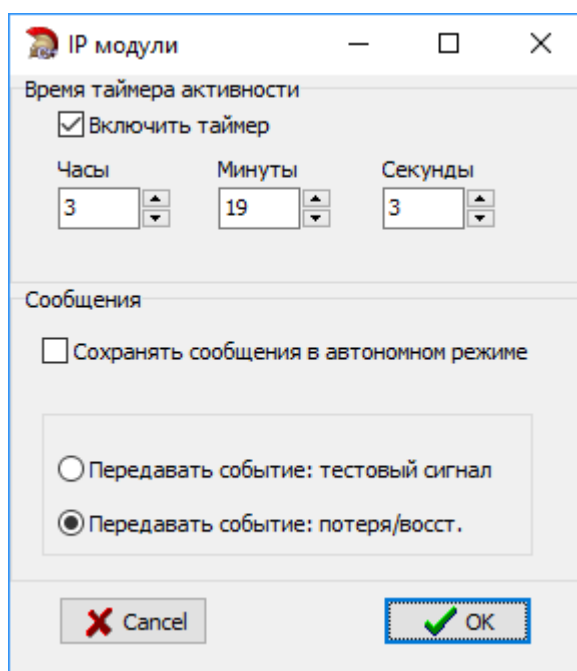 IP модули
Время таймера активности
Включить таймер
Часы Минуты Секунды
3 19 3
Сообщения
Сохранять сообщения в автономном режиме
Передавать событие: тестовый сигнал
Передавать событие: потеря/восст.
Cancel OK